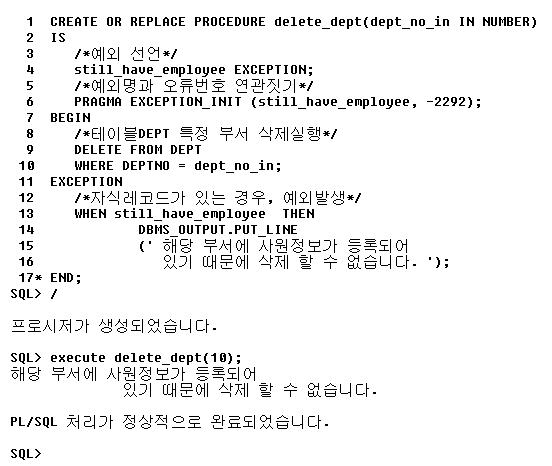 1  CREATE OR REPLACE PROCEDURE delete_dept(dept_no_in IN NUMBER)
2  IS
3     /*예외 선언*/
4     still_have_employee EXCEPTION;
5     /*예외명과 오류번호 연관짓기*/
6     PRAGMA EXCEPTION_INIT (still_have_employee, -2292);
7  BEGIN
8     /*테이블DEPT 특정 부서 삭제실행*/
9     DELETE FROM DEPT
10     WHERE DEPTNO = dept_no_in;
11  EXCEPTION
12     /*자식레코드가 있는 경우, 예외발생*/
13     WHEN still_have_employee  THEN
14             DBMS_OUTPUT.PUT_LINE
15             (' 해당 부서에 사원정보가 등록되어
16                있기 때문에 삭제 할 수 없습니다. ');
17* END;
SQL> /
프로시저가 생성되었습니다.
SQL> execute delete_dept(10);
해당 부서에 사원정보가 등록되어
있기 때문에 삭제 할 수 없습니다.
PL/SQL 처리가 정상적으로 완료되었습니다.
SQL>